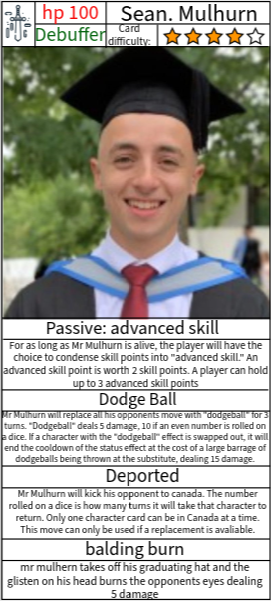 hp 100
Sean. Mulhurn
Debuffer
Card
difficulty:
Passive: advanced skill
For as long as Mr Mulhurn is alive, the player will have the
choice to condense skill points into "advanced skill." An
advanced skill point is worth 2 skill points. A player can hold
up to 3 advanced skill points
Dodge Ball
Mr Mulhurn will replace all his opponents move with "dodgeball" for 3
turns. "Dodgeball" deals 5 damage, 10 if an even number is rolled on
a dice. If a character with the "dodgeball" effect is swapped out, it will
end the cooldown of the status effect at the cost of a large barrage of
dodgeballs being thrown at the substitute, dealing 15 damage.
Deported
Mr Mulhurn will kick his opponent to canada. The number
rolled on a dice is how many turns it will take that character to
return. Only one character card can be in Canada at a time.
This move can only be used if a replacement is avaliable.
balding burn
mr mulhern takes off his graduating hat and the
glisten on his head burns the opponents eyes dealing
5 damage